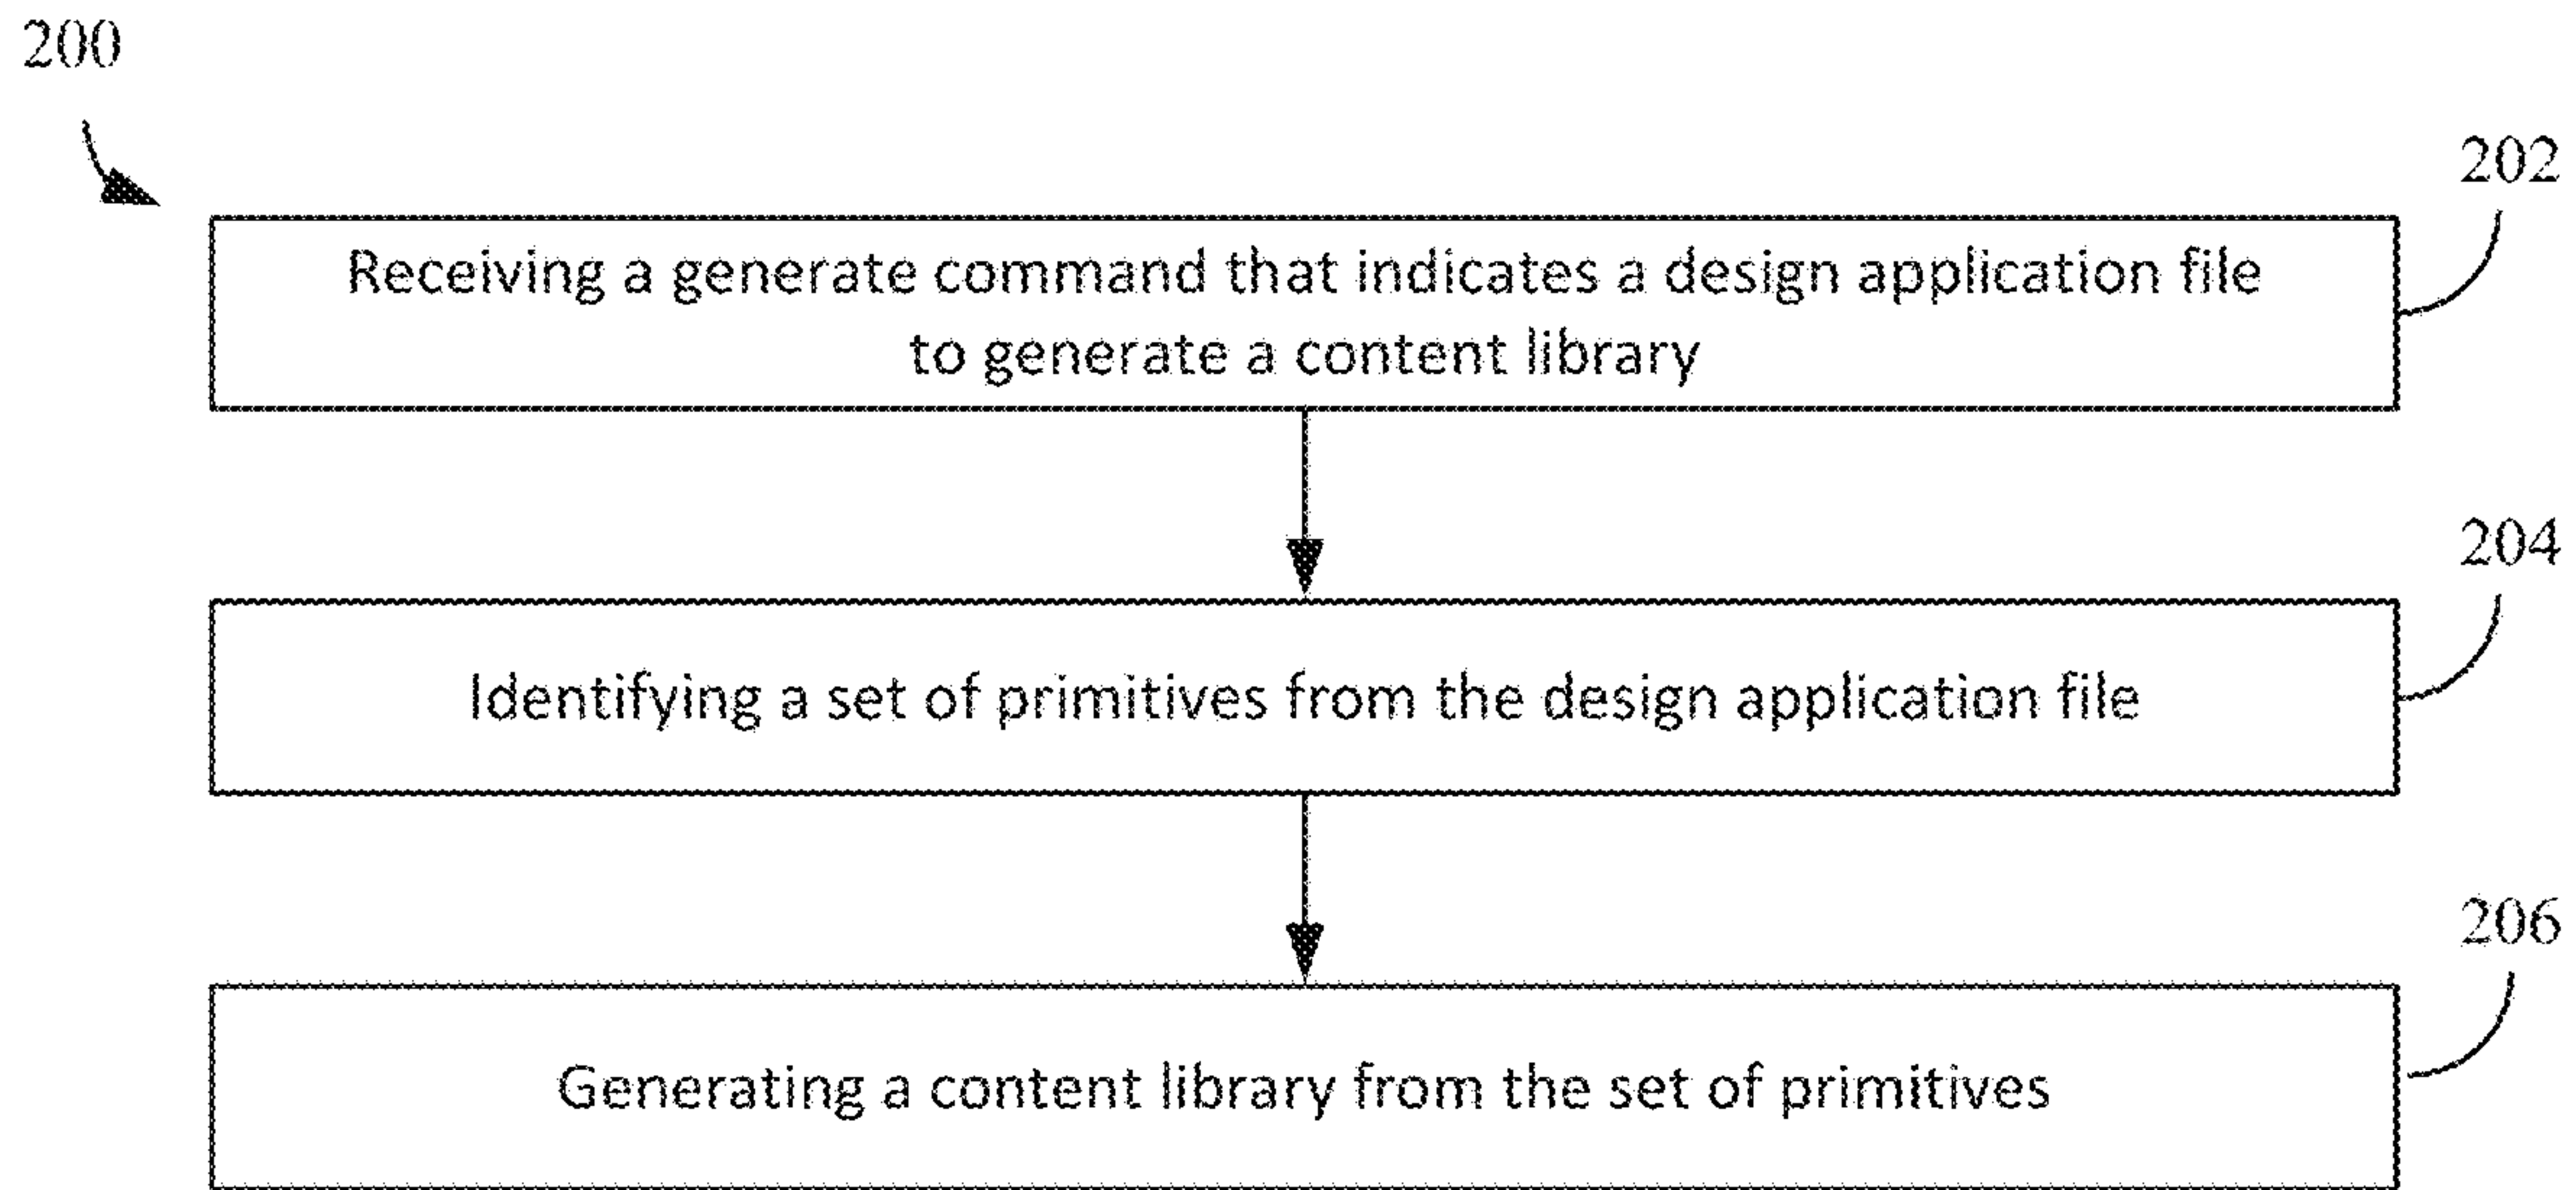 200
202
Receiving a generate command that indicates a design application file
to generate a content library
204
Identifying a set of primitives from the design application file
206
Generating a content library from the set of primitives